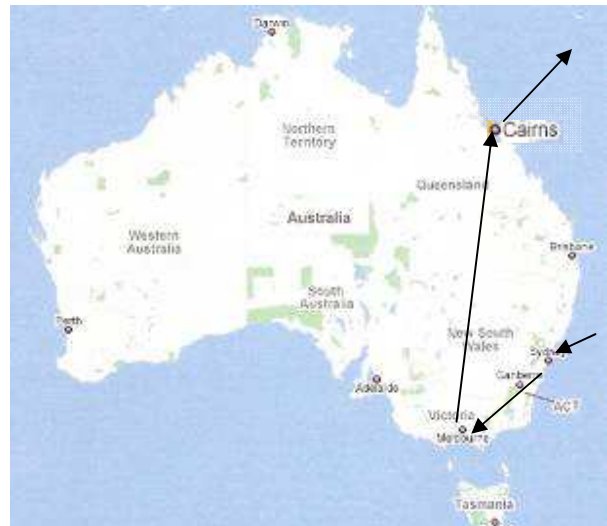 Darwin
Cairns
Northern
Territory
Queensland
Australia
Western
Australia
Brisbane
South
Australia
Perth
New South
Wales
Sydney
Canberra
Adelaide
ACT
Victoria
Melbourne
Tasmania